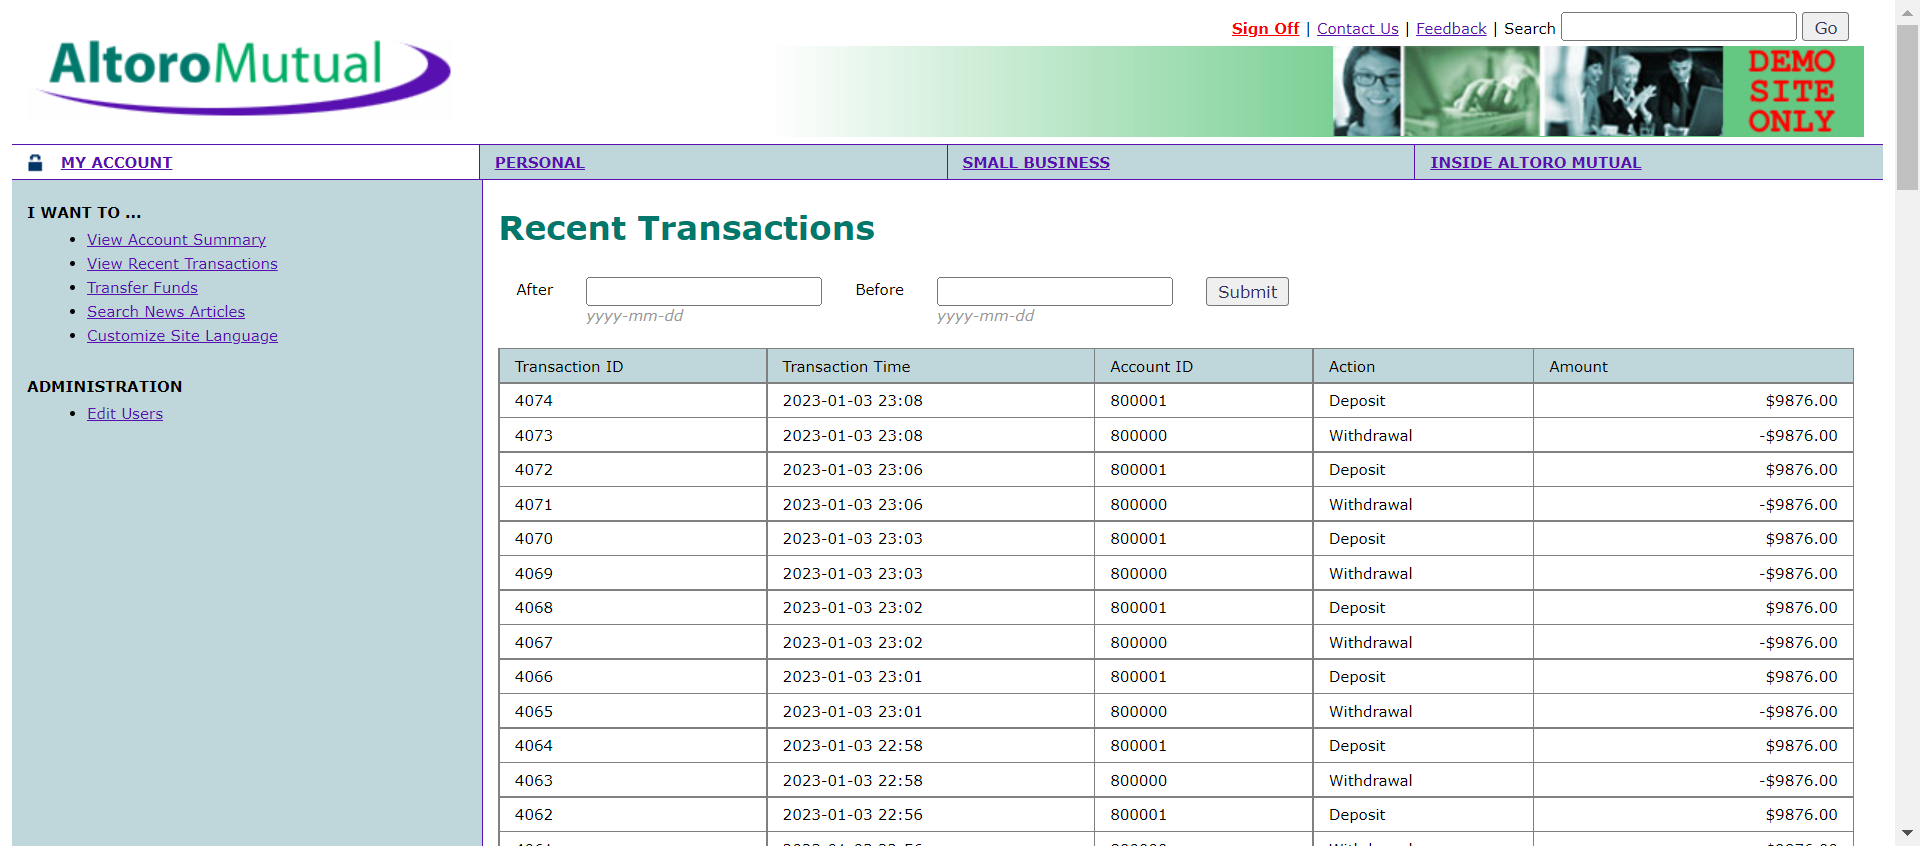 Sign Off | Contact Us | Feedback | Search Go
AltoroMutual
DEMO
SITE
ONLY
MY ACCOUNT PERSONAL SMALL BUSINESS INSIDE ALTORO MUTUAL
I WANT TO ...
• View Account Summary
• View Recent Transactions
• Transfer Funds
• Search News Articles
• Customize Site Language
ADMINISTRATION
• Edit Users
Recent Transactions
After Before Submit
yyyy-mm-dd yyyy-mm-dd
Transaction ID Transaction Time Account ID Action Amount
4074 2023-01-03 23:08 800001 Deposit $9876.00
4073 2023-01-03 23:08 800000 Withdrawal -$9876.00
4072 2023-01-03 23:06 800001 Deposit $9876.00
4071 2023-01-03 23:06 800000 Withdrawal -$9876.00
4070 2023-01-03 23:03 800001 Deposit $9876.00
4069 2023-01-03 23:03 800000 Withdrawal -$9876.00
4068 2023-01-03 23:02 800001 Deposit $9876.00
4067 2023-01-03 23:02 800000 Withdrawal -$9876.00
4066 2023-01-03 23:01 800001 Deposit $9876.00
4065 2023-01-03 23:01 800000 Withdrawal -$9876.00
4064 2023-01-03 22:58 800001 Deposit $9876.00
4063 2023-01-03 22:58 800000 Withdrawal -$9876.00
4062 2023-01-03 22:56 800001 Deposit $9876.00